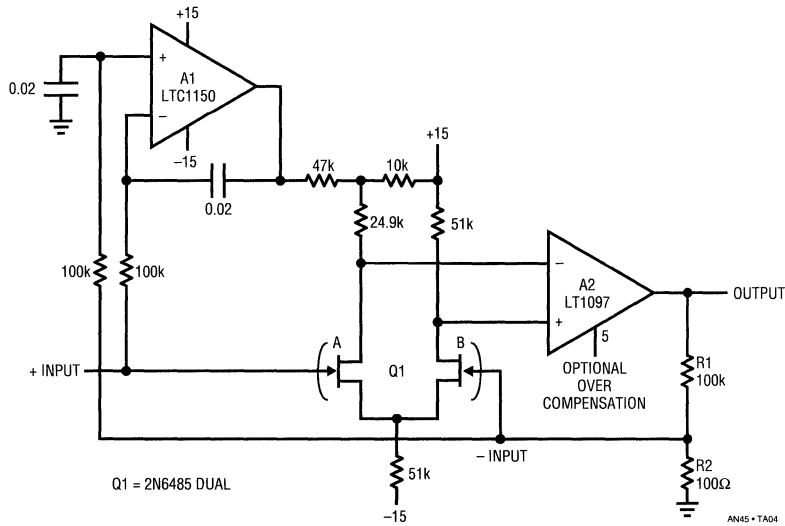 +15
+
A1
LTC1150
0.02
−
−15
+15
47k
10k
0.02
24.9k
51k
100k
100k
−
A2
LT1097
OUTPUT
+
5
A
B
OPTIONAL
OVER
COMPENSATION
R1
100k
+ INPUT
Q1
− INPUT
R2
100Ω
Q1 = 2N6485 DUAL
51k
−15
AN45 • TA04